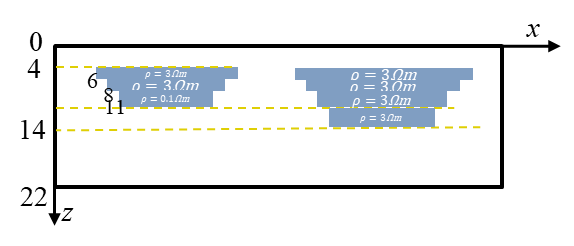 x
0
4
ρ = 3Ωm
ρ = 3Ωm
6
ρ = 3Ωm
ρ = 3Ωm
8
ρ = 0.1Ωm
ρ = 3Ωm
11
ρ = 3Ωm
14
22
z